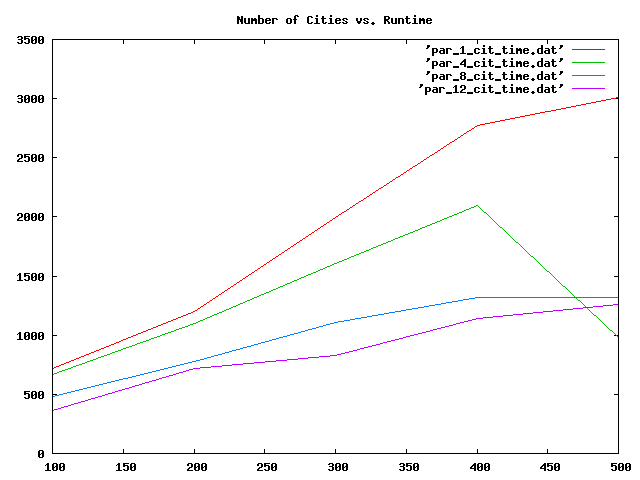 Number of Cities vs. Runtime
3500
'par_1_cit_time.dat'
'par_4_cit_time.dat'
'par_8_cit_time.dat'
'par_12_cit_time.dat'
3000
2500
2000
1500
1000
500
0
100 150 200 250 300 350 400 450 500